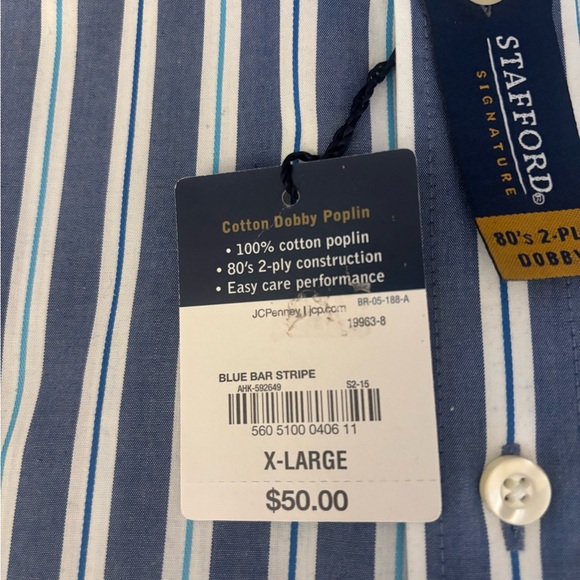 STAFFORD®
SIGNATURE
80's 2-PL
DOBBY
Cotton Dobby Poplin
• 100% cotton poplin
• 80's 2-ply construction
• Easy care performance
BR-05-188-A
JCPenney | jcp.com
19963-8
BLUE BAR STRIPE
AHK-592649 S2-15
560 5100 0406 11
X-LARGE
$50.00